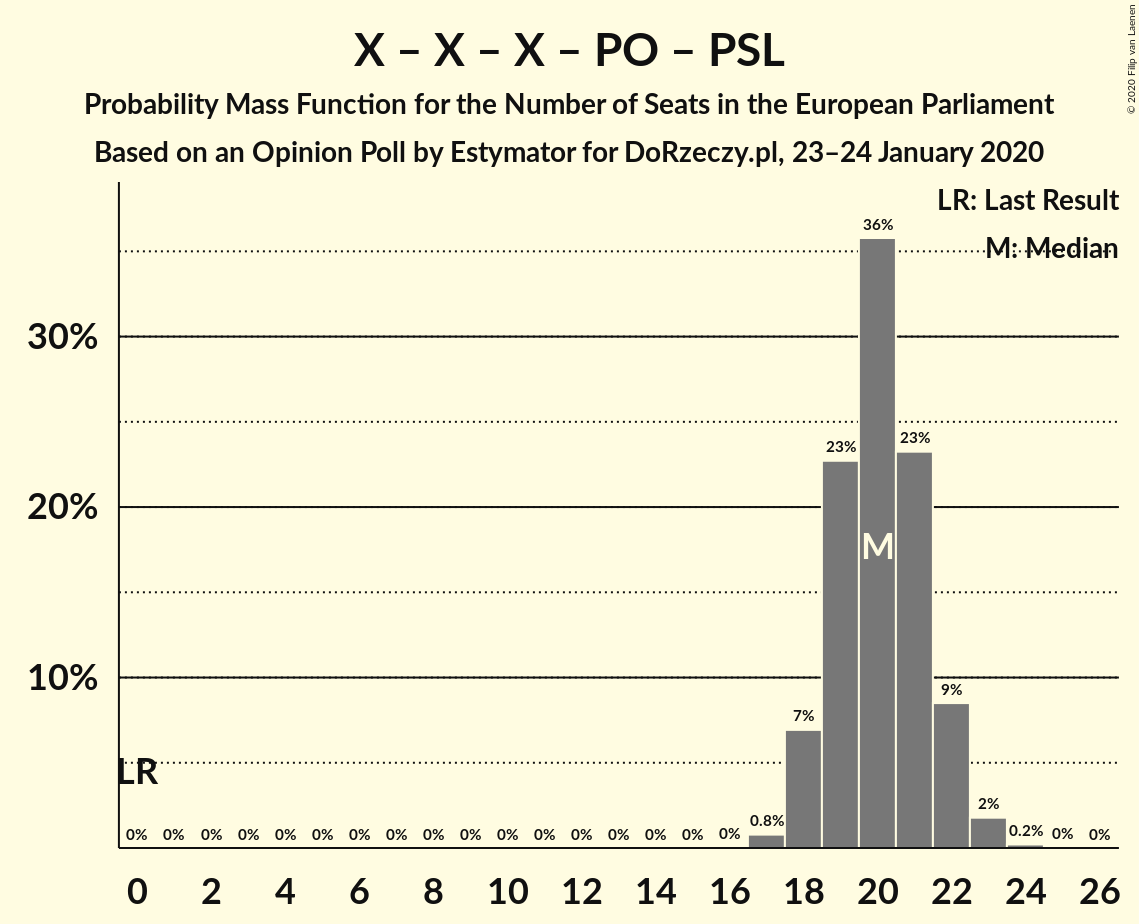 X – X – X – PO – PSL
Probability Mass Function for the Number of Seats in the European Parliament
Based on an Opinion Poll by Estymator for DoRzeczy.pl, 23–24 January 2020
© 2020 Filip van Laenen
LR: Last Result
M: Median
30%
20%
10%
LR
0% 0% 0% 0% 0% 0% 0% 0% 0% 0% 0% 0% 0% 0% 0% 0% 0% 0.8% 7% 23% 36% 23% 9% 2% 0.2% 0% 0%
M
0 2 4 6 8 10 12 14 16 18 20 22 24 26